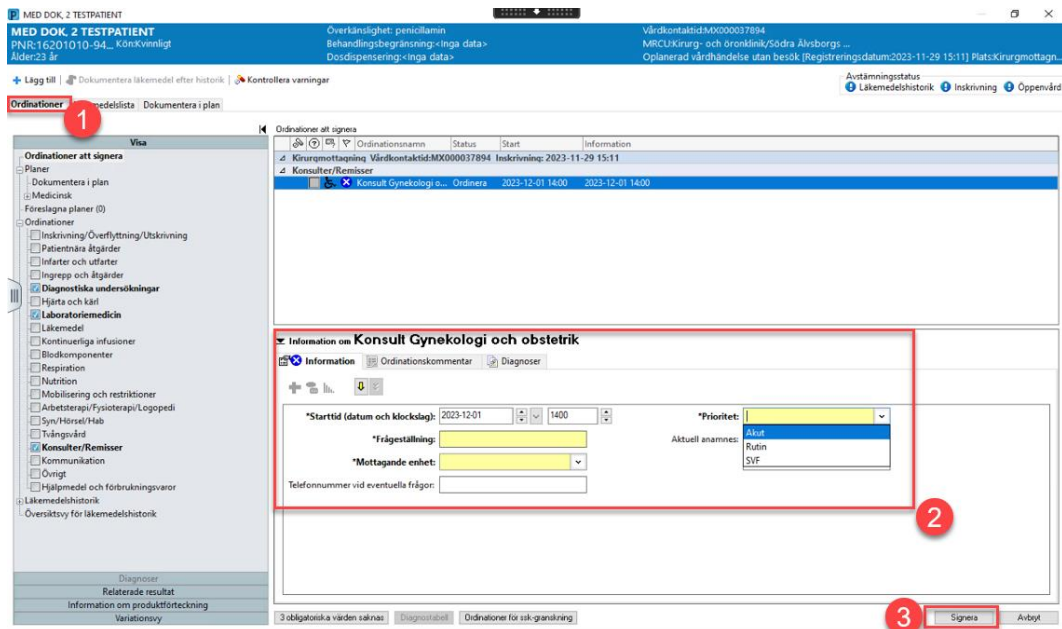 MED DOK, 2 TESTPATIENT
MED DOK, 2 TESTPATIENT
PNR:16201010-94... Kön:Kvinnligt
Ålder:23 år
Överkänslighet: penicillamin
Behandlingsbegränsning:<Inga data>
Dosdispensering:<Inga data>
Vårdkontaktid:MX000037894
MRCU:Kirurg- och öronklinik/Södra Älvsborgs ...
Oplanerad vårdhändelse utan besök [Registreringsdatum:2023-11-29 15:11] Plats:Kirurgmottagn...
Lägg till | Dokumentera läkemedel efter historik | Kontrollera varningar
Avstämningsstatus
Läkemedelshistorik Inskrivning Öppenvård
Ordinationer medelslista Dokumentera i plan
1
Visa
Ordinationer att signera
Planer
Dokumentera i plan
Medicinsk
Föreslagna planer (0)
Ordinationer
Inskrivning/Överflyttning/Utskrivning
Patientnära åtgärder
Infarter och utfarter
Ingrepp och åtgärder
Diagnostiska undersökningar
Hjärta och kärl
Laboratoriemedicin
Läkemedel
Kontinuerliga infusioner
Blodkomponenter
Respiration
Nutrition
Mobilisering och restriktioner
Arbetsterapi/Fysioterapi/Logopedi
Syn/Hörsel/Hab
Tvångsvård
Konsulter/Remisser
Kommunikation
Övrigt
Hjälpmedel och förbrukningsvaror
Läkemedelshistorik
Översiktsvy för läkemedelshistorik
Diagnoser
Relaterade resultat
Information om produktförteckning
Variationsvy
Ordinationer att signera
Ordinationsnamn Status Start Information
Kirurgmottagning Vårdkontaktid:MX000037894 Inskrivning: 2023-11-29 15:11
Konsulter/Remisser
Konsult Gynekologi o... Ordinera 2023-12-01 14:00 2023-12-01 14:00
Information om Konsult Gynekologi och obstetrik
Information Ordinationskommentar Diagnoser
*Starttid (datum och klockslag): 2023-12-01 1400 *Prioritet:
*Frågeställning: Aktuell anamnes:
Akut
Rutin
SVF
*Mottagande enhet:
Telefonnummer vid eventuella frågor:
2
3 obligatoriska värden saknas Diagnostabell Ordinationer för ssk-granskning
3
Signera Avbryt